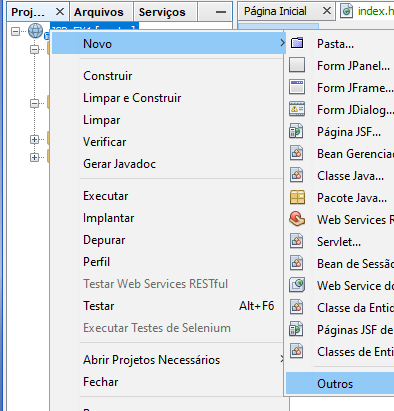 Proj...
Arquivos
Serviços
Página Inicial
index.h
Novo
Construir
Limpar e Construir
Limpar
Verificar
Gerar Javadoc
Executar
Implantar
Depurar
Perfil
Testar Web Services RESTful
Testar Alt+F6
Executar Testes de Selenium
Abrir Projetos Necessários
Fechar
Pasta...
Form JPanel...
Form JFrame...
Form JDialog...
Página JSF...
Bean Gerencia
Classe Java...
Pacote Java...
Web Services R
Servlet...
Bean de Sessão
Web Service do
Classe da Entid
Páginas JSF de
Classes de Enti
Outros